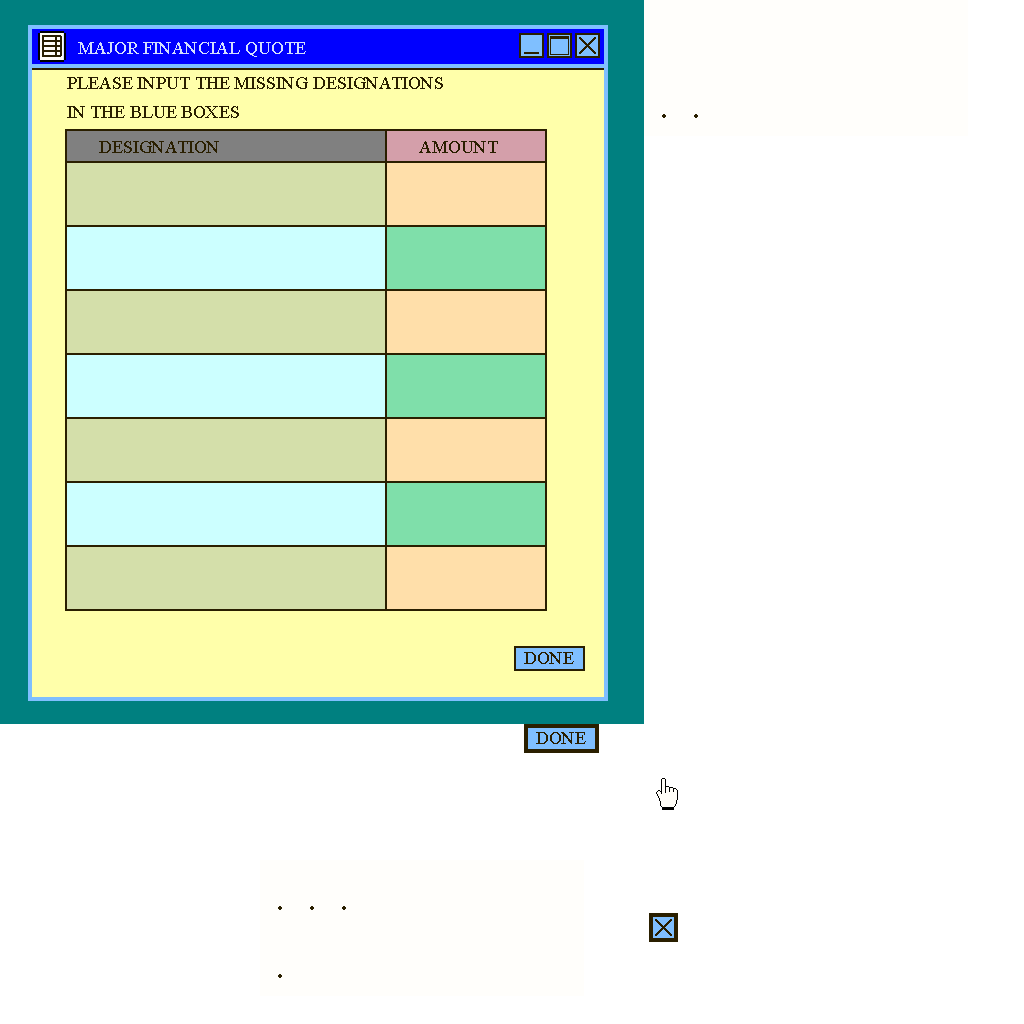 MAJOR FINANCIAL QUOTE
PLEASE INPUT THE MISSING DESIGNATIONS
IN THE BLUE BOXES
DESIGNATION AMOUNT
DONE
DONE